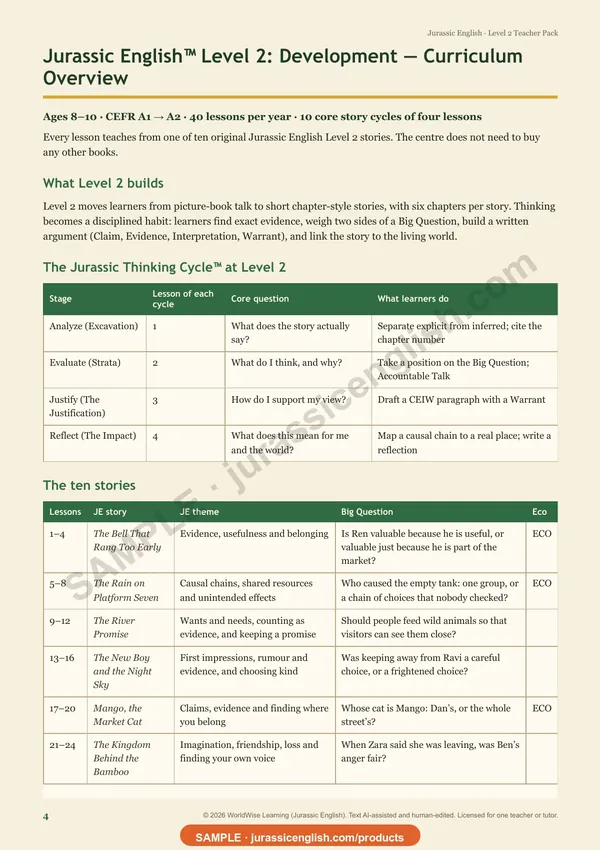 Jurassic English - Level 2 Teacher Pack
Jurassic English™ Level 2: Development — Curriculum
Overview
Ages 8–10 · CEFR A1 → A2 · 40 lessons per year · 10 core story cycles of four lessons
Every lesson teaches from one of ten original Jurassic English Level 2 stories. The centre does not need to buy
any other books.
What Level 2 builds
Level 2 moves learners from picture-book talk to short chapter-style stories, with six chapters per story. Thinking
becomes a disciplined habit: learners find exact evidence, weigh two sides of a Big Question, build a written
argument (Claim, Evidence, Interpretation, Warrant), and link the story to the living world.
The Jurassic Thinking Cycle™ at Level 2
Stage
Lesson of each
cycle
Core question
What learners do
Analyze (Excavation)
1
What does the story actually
say?
Separate explicit from inferred; cite the
chapter number
Evaluate (Strata)
2
What do I think, and why?
Take a position on the Big Question;
Accountable Talk
Justify (The
Justification)
3
How do I support my view?
Draft a CEIW paragraph with a Warrant
Reflect (The Impact)
4
What does this mean for me
and the world?
Map a causal chain to a real place; write a
reflection
The ten stories
Lessons
JE story
JE theme
Big Question
Eco
1–4
The Bell That
Rang Too Early
Evidence, usefulness and belonging
Is Ren valuable because he is useful, or
valuable just because he is part of the
market?
ECO
5–8
The Rain on
Platform Seven
Causal chains, shared resources
and unintended effects
Who caused the empty tank: one group, or
a chain of choices that nobody checked?
ECO
9–12
The River
Promise
Wants and needs, counting as
evidence, and keeping a promise
Should people feed wild animals so that
visitors can see them close?
13–16
The New Boy
and the Night
Sky
First impressions, rumour and
evidence, and choosing kind
Was keeping away from Ravi a careful
choice, or a frightened choice?
17–20
Mango, the
Market Cat
Claims, evidence and finding where
you belong
Whose cat is Mango: Dan's, or the whole
street's?
ECO
21–24
The Kingdom
Behind the
Bamboo
Imagination, friendship, loss and
finding your own voice
When Zara said she was leaving, was Ben's
anger fair?
SAMPLE · jurassicenglish.com
4
© 2026 WorldWise Learning (Jurassic English). Text AI-assisted and human-edited. Licensed for one teacher or tutor.
SAMPLE · jurassicenglish.com/products